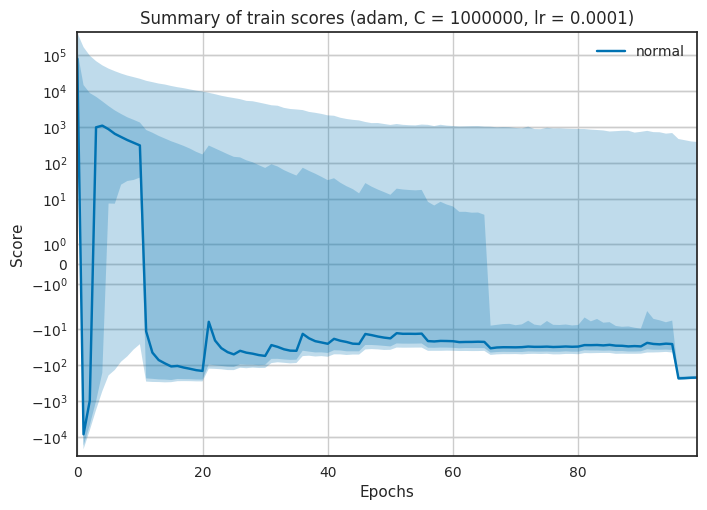 Summary of train scores (adam, C = 1000000, lr = 0.0001)
normal
Score
10⁵
10⁴
10³
10²
10¹
10⁰
0
−10⁰
−10¹
−10²
−10³
−10⁴
0 20 40 60 80
Epochs